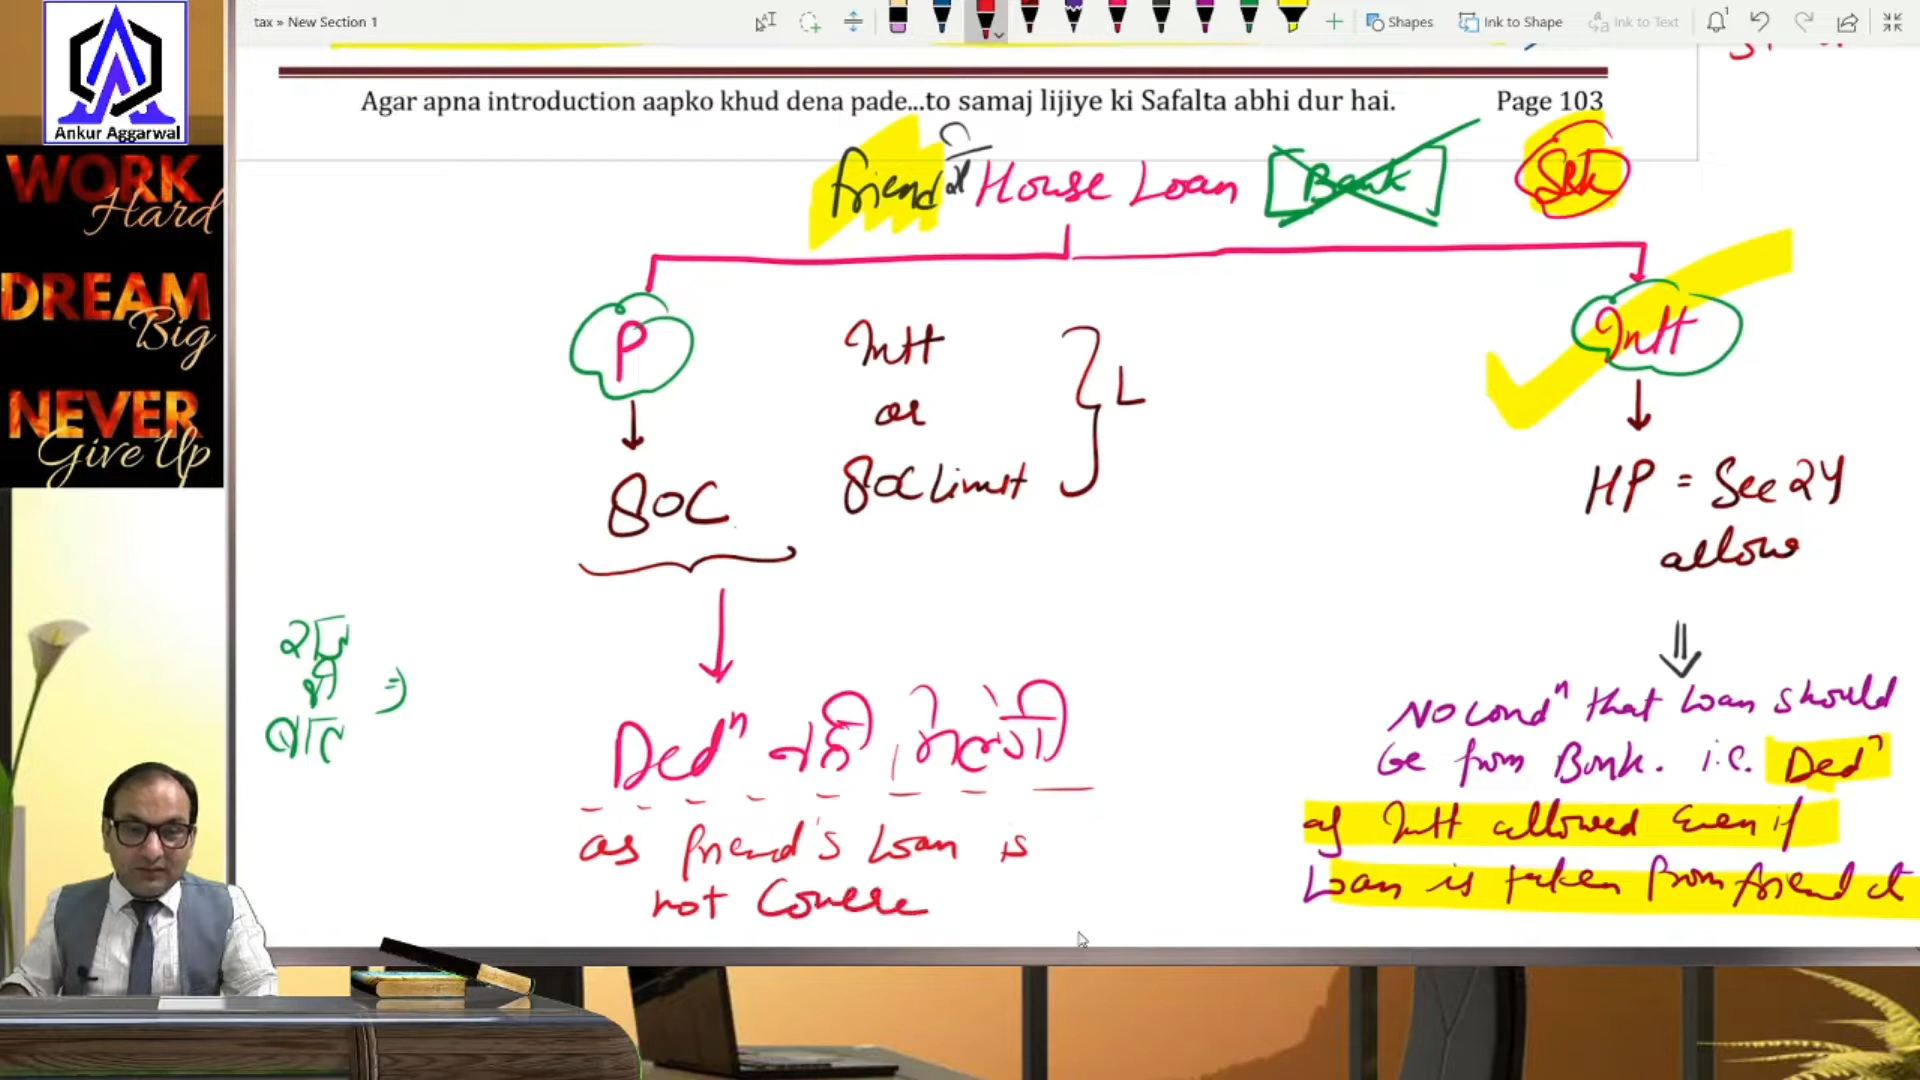 tax » New Section 1
Shapes
Ink to Shape
Ink to Text
Ankur Aggarwal
WORK
Hard
DREAM
Big
NEVER
Give Up
Agar apna introduction aapko khud dena pade...to samaj lijiye ki Safalta abhi dur hai. Page 103
friend House Loan Bank
P Intt Intt
or L
80C 80C Limit HP = Sec 24
allow
Dedⁿ नही मिलेगी
as friend's Loan is
not Cover
No condⁿ that Loan should
be from Bank. i.e. Dedⁿ
of Intt allowed even if
Loan is taken from friend